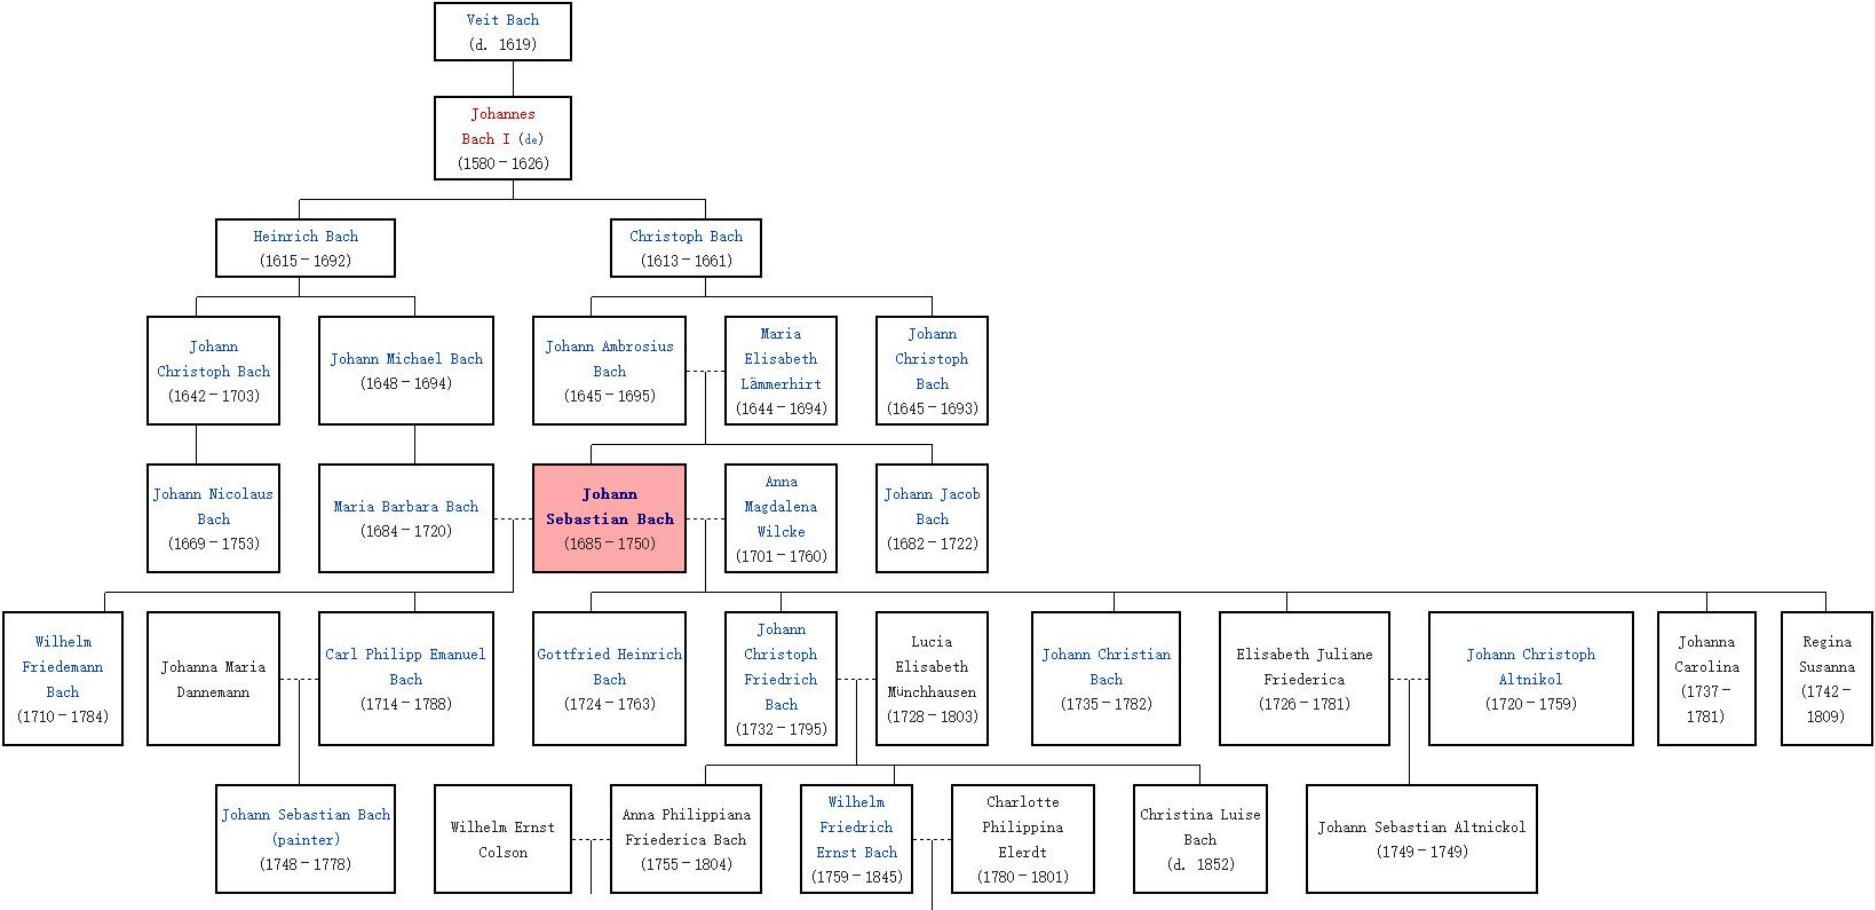 Veit Bach
(d. 1619)
Johannes
Bach I (de)
(1580–1626)
Heinrich Bach
(1615–1692)
Christoph Bach
(1613–1661)
Johann
Christoph Bach
(1642–1703)
Johann Michael Bach
(1648–1694)
Johann Ambrosius
Bach
(1645–1695)
Maria
Elisabeth
Lämmerhirt
(1644–1694)
Johann
Christoph
Bach
(1645–1693)
Johann Nicolaus
Bach
(1669–1753)
Maria Barbara Bach
(1684–1720)
Johann
Sebastian Bach
(1685–1750)
Anna
Magdalena
Wilcke
(1701–1760)
Johann Jacob
Bach
(1682–1722)
Wilhelm
Friedemann
Bach
(1710–1784)
Johanna Maria
Dannemann
Carl Philipp Emanuel
Bach
(1714–1788)
Gottfried Heinrich
Bach
(1724–1763)
Johann
Christoph
Friedrich
Bach
(1732–1795)
Lucia
Elisabeth
Münchhausen
(1728–1803)
Johann Christian
Bach
(1735–1782)
Elisabeth Juliane
Friederica
(1726–1781)
Johann Christoph
Altnikol
(1720–1759)
Johanna
Carolina
(1737–
1781)
Regina
Susanna
(1742–
1809)
Johann Sebastian Bach
(painter)
(1748–1778)
Wilhelm Ernst
Colson
Anna Philippiana
Friederica Bach
(1755–1804)
Wilhelm
Friedrich
Ernst Bach
(1759–1845)
Charlotte
Philippina
Elerdt
(1780–1801)
Christina Luise
Bach
(d. 1852)
Johann Sebastian Altnickol
(1749–1749)